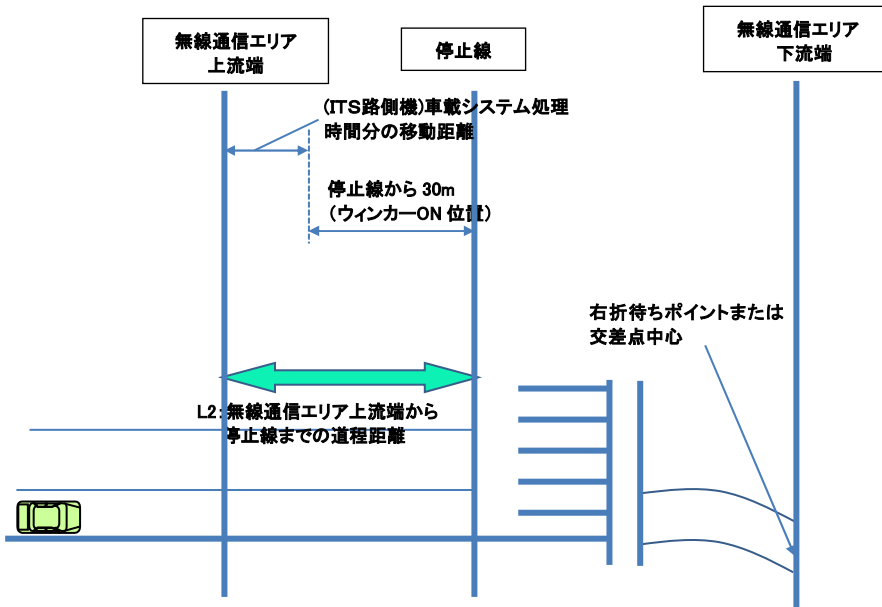 無線通信エリア
上流端
停止線
無線通信エリア
下流端
(ITS路側機)車載システム処理
時間分の移動距離
停止線から 30m
（ウィンカーON 位置）
右折待ちポイントまたは
交差点中心
L2：無線通信エリア上流端から
停止線までの道程距離